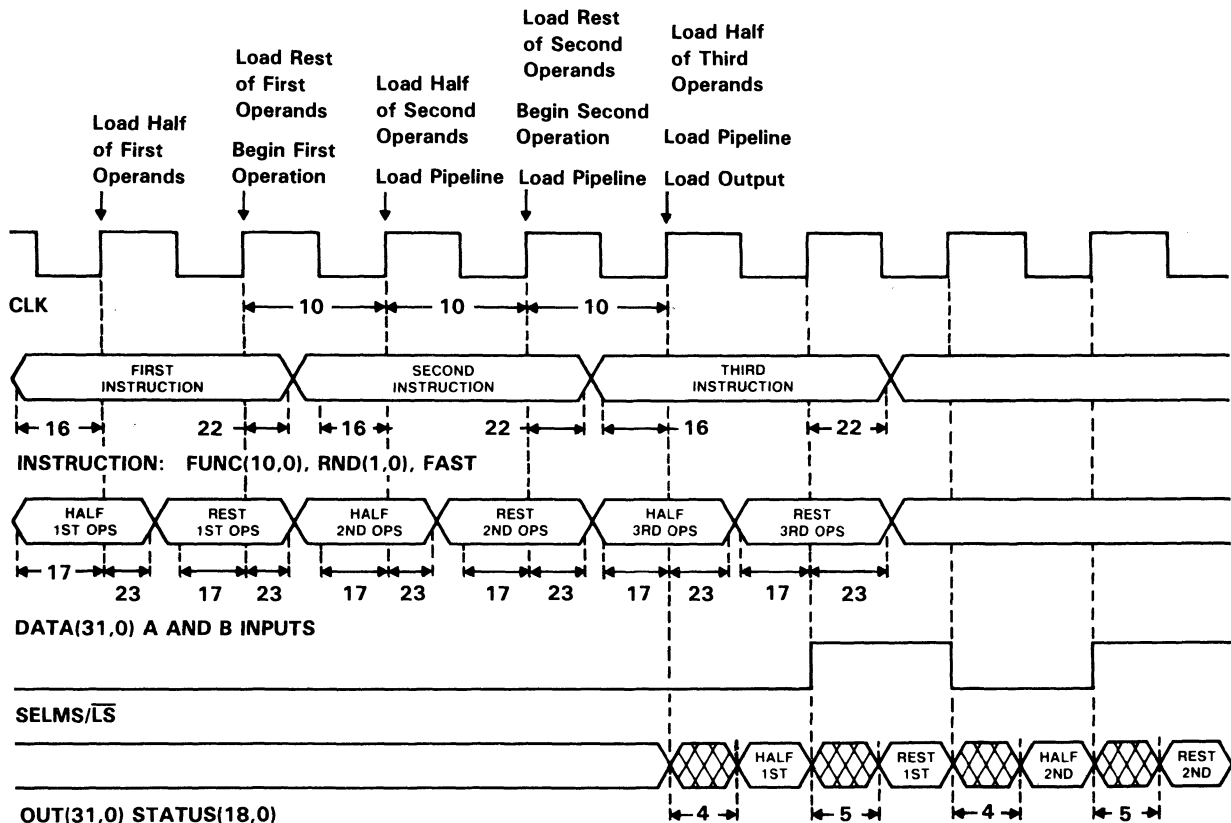 Load Half
of First
Operands
Load Rest
of First
Operands
Begin First
Operation
Load Half
of Second
Operands
Load Pipeline
Load Rest
of Second
Operands
Begin Second
Operation
Load Pipeline
Load Half
of Third
Operands
Load Pipeline
Load Output
CLK
10
10
10
FIRST
INSTRUCTION
SECOND
INSTRUCTION
THIRD
INSTRUCTION
16
22
16
22
16
22
INSTRUCTION: FUNC(10,0), RND(1,0), FAST
HALF
1ST OPS
REST
1ST OPS
HALF
2ND OPS
REST
2ND OPS
HALF
3RD OPS
REST
3RD OPS
17
23
17
23
17
23
17
23
17
23
17
23
DATA(31,0) A AND B INPUTS
SELMS/LS
HALF
1ST
REST
1ST
HALF
2ND
REST
2ND
4
5
4
5
OUT(31,0) STATUS(18,0)